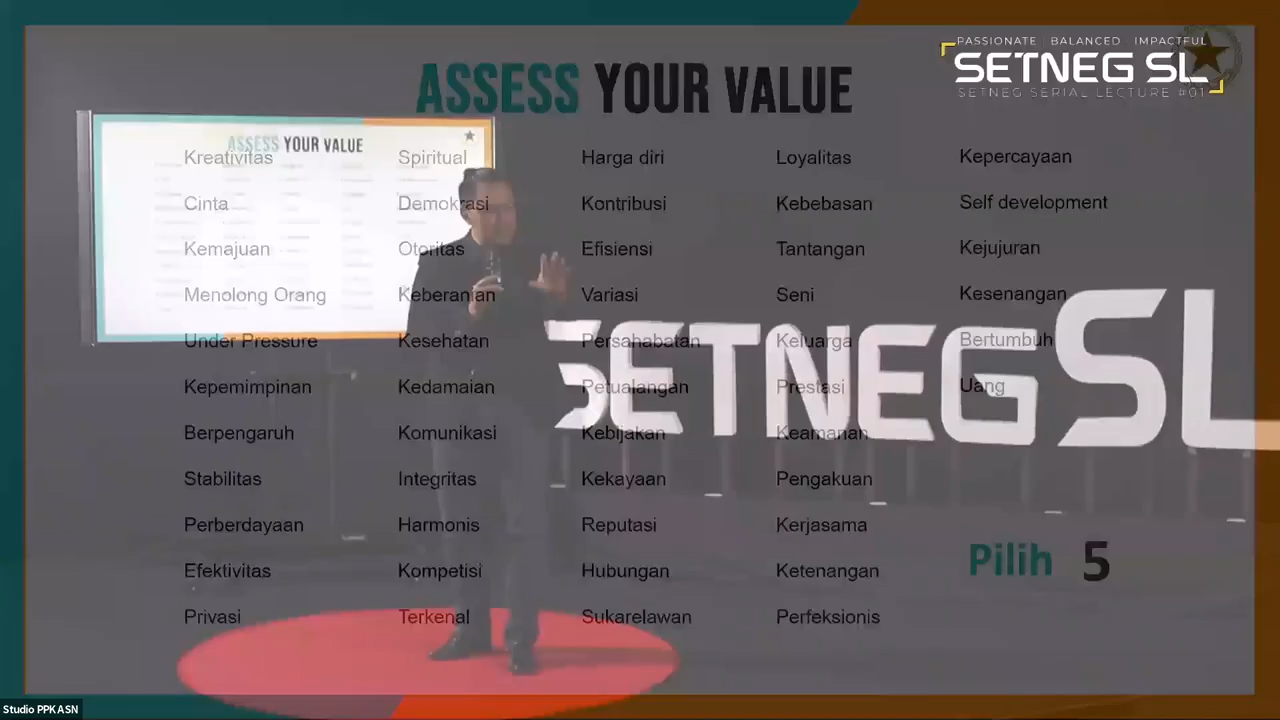 PASSIONATE BALANCED IMPACTFUL
SETNEG SL
SETNEG SERIAL LECTURE #01
ASSESS YOUR VALUE
ASSESS YOUR VALUE
Kreativitas Spiritual Harga diri Loyalitas Kepercayaan
Cinta Demokrasi Kontribusi Kebebasan Self development
Kemajuan Otoritas Efisiensi Tantangan Kejujuran
Menolong Orang Keberanian Variasi Seni Kesenangan
Under Pressure Kesehatan Persahabatan Keluarga Bertumbuh
Kepemimpinan Kedamaian Petualangan Prestasi Uang
Berpengaruh Komunikasi Kebijakan Keamanan
Stabilitas Integritas Kekayaan Pengakuan
Perberdayaan Harmonis Reputasi Kerjasama
Efektivitas Kompetisi Hubungan Ketenangan
Privasi Terkenal Sukarelawan Perfeksionis
Pilih 5
SETNEG SL
Studio PPKASN